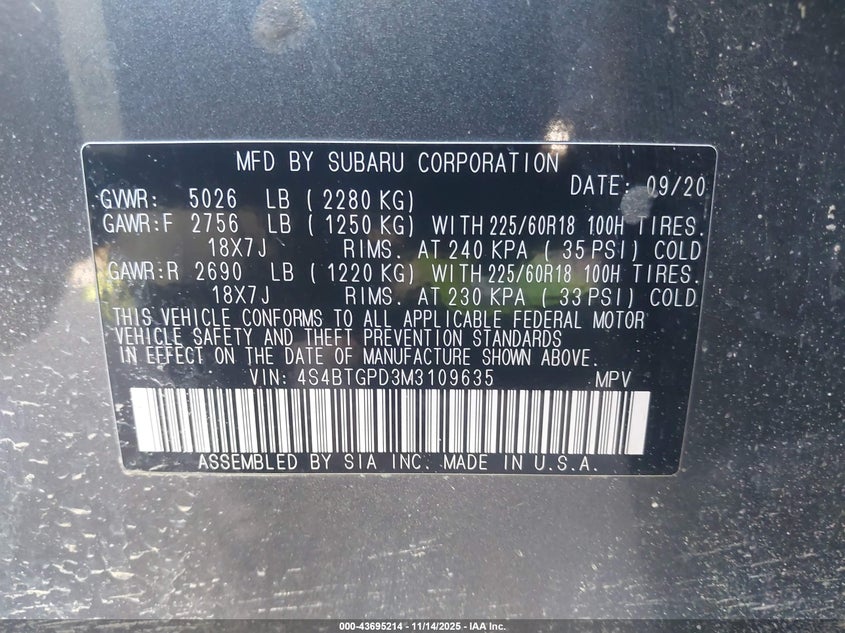 MFD BY SUBARU CORPORATION
DATE: 09/20
GVWR: 5026 LB ( 2280 KG)
GAWR:F 2756 LB ( 1250 KG) WITH 225/60R18 100H TIRES.
18X7J RIMS. AT 240 KPA ( 35 PSI) COLD
GAWR:R 2690 LB ( 1220 KG) WITH 225/60R18 100H TIRES.
18X7J RIMS. AT 230 KPA ( 33 PSI) COLD.
THIS VEHICLE CONFORMS TO ALL APPLICABLE FEDERAL MOTOR
VEHICLE SAFETY AND THEFT PREVENTION STANDARDS
IN EFFECT ON THE DATE OF MANUFACTURE SHOWN ABOVE.
VIN: 4S4BTGPD3M3109635 MPV
ASSEMBLED BY SIA INC. MADE IN U.S.A.
000-43695214 - 11/14/2025 - IAA Inc.